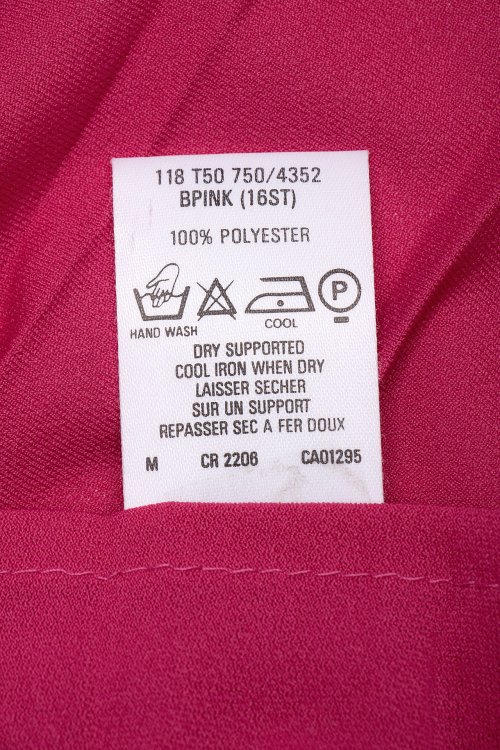 118 T50 750/4352
BPINK (16ST)
100% POLYESTER
P
HAND WASH
COOL
DRY SUPPORTED
COOL IRON WHEN DRY
LAISSER SECHER
SUR UN SUPPORT
REPASSER SEC A FER DOUX
M CR 2206 CA01295